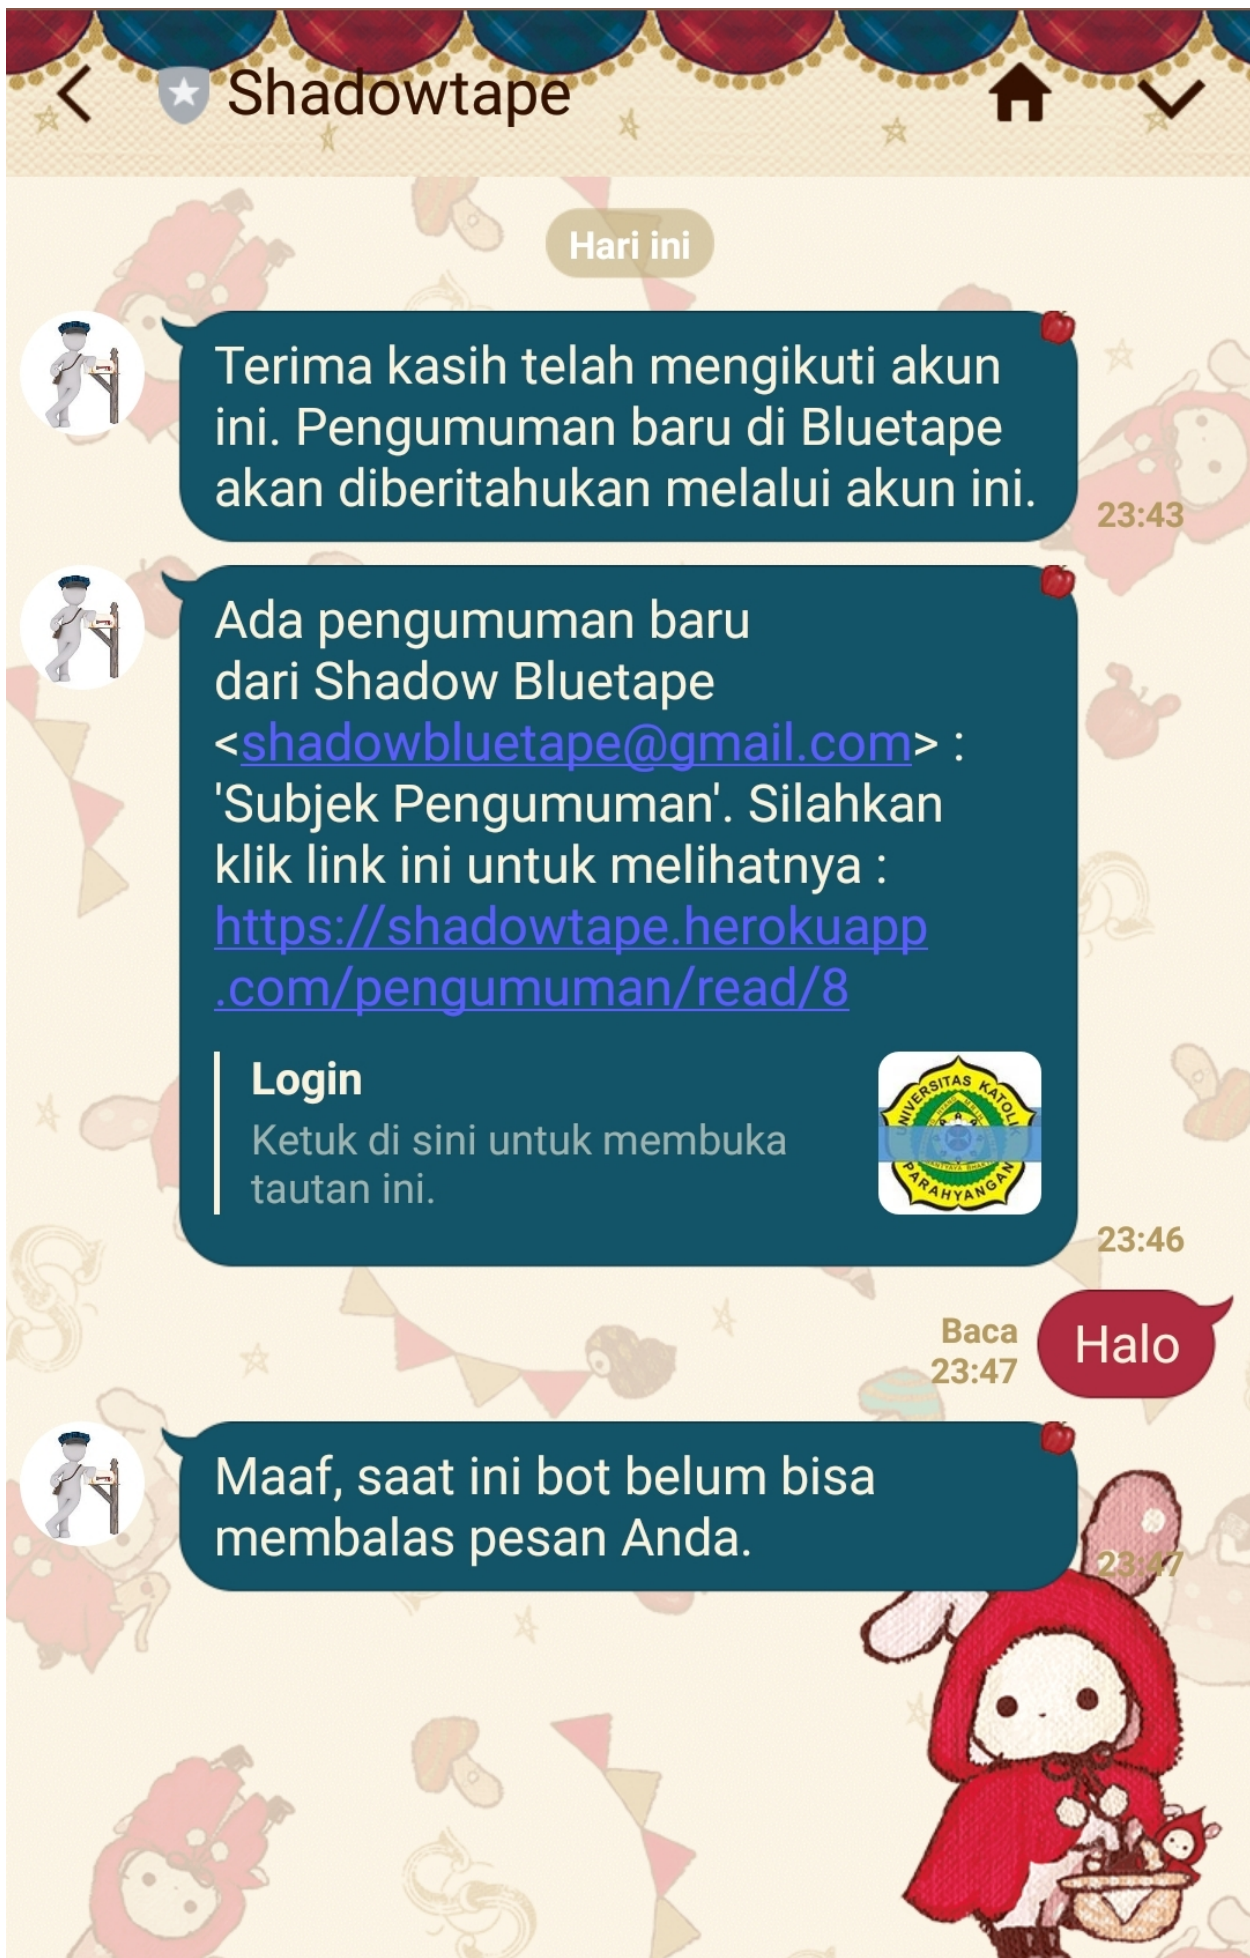 Shadowtape
Hari ini
Terima kasih telah mengikuti akun
ini. Pengumuman baru di Bluetape
akan diberitahukan melalui akun ini.
23:43
Ada pengumuman baru
dari Shadow Bluetape
<shadowbluetape@gmail.com> :
'Subjek Pengumuman'. Silahkan
klik link ini untuk melihatnya :
https://shadowtape.herokuapp
.com/pengumuman/read/8
Login
Ketuk di sini untuk membuka
tautan ini.
UNIVERSITAS KATOLIK
PARAHYANGAN
23:46
Baca
23:47
Halo
Maaf, saat ini bot belum bisa
membalas pesan Anda.
23:47